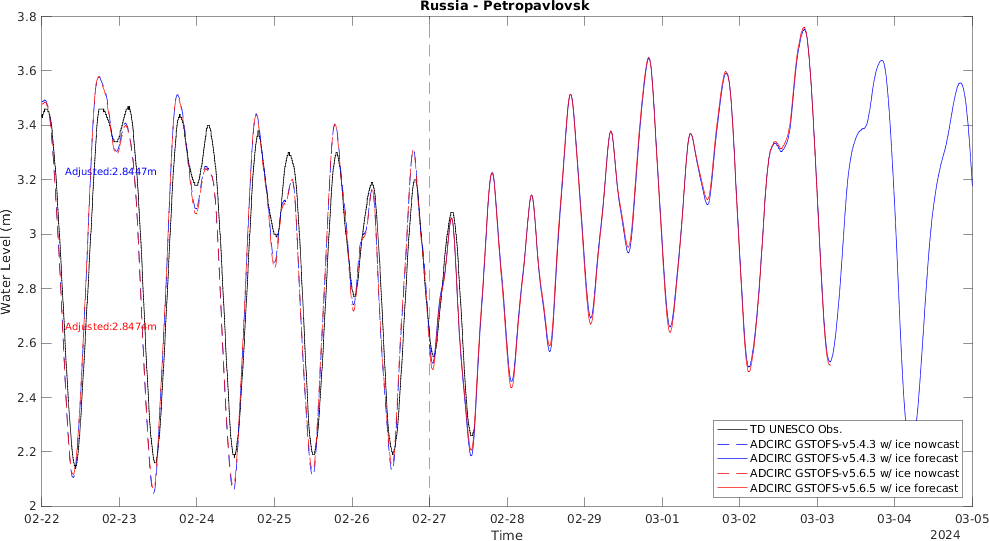 Russia - Petropavlovsk
3.8
3.6
3.4
3.2
3
2.8
2.6
2.4
2.2
2
Water Level (m)
Adjusted:2.8447m
Adjusted:2.8474m
TD UNESCO Obs.
ADCIRC GSTOFS-v5.4.3 w/ ice nowcast
ADCIRC GSTOFS-v5.4.3 w/ ice forecast
ADCIRC GSTOFS-v5.6.5 w/ ice nowcast
ADCIRC GSTOFS-v5.6.5 w/ ice forecast
02-22 02-23 02-24 02-25 02-26 02-27 02-28 02-29 03-01 03-02 03-03 03-04 03-05
Time
2024